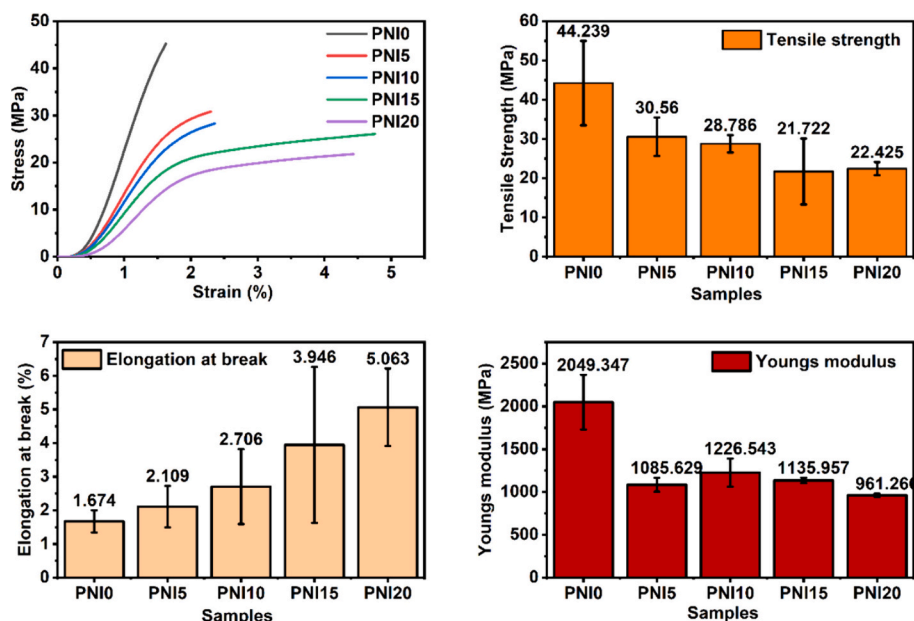 50
40
30
20
10
0
Stress (MPa)
PNI0
PNI5
PNI10
PNI15
PNI20
0 1 2 3 4 5
Strain (%)
60
50
40
30
20
10
0
Tensile Strength (MPa)
Tensile strength
44.239
30.56
28.786
21.722
22.425
PNI0 PNI5 PNI10 PNI15 PNI20
Samples
7
6
5
4
3
2
1
0
Elongation at break (%)
Elongation at break
1.674
2.109
2.706
3.946
5.063
PNI0 PNI5 PNI10 PNI15 PNI20
Samples
2500
2000
1500
1000
500
0
Youngs modulus (MPa)
Youngs modulus
2049.347
1085.629
1226.543
1135.957
961.266
PNI0 PNI5 PNI10 PNI15 PNI20
Samples